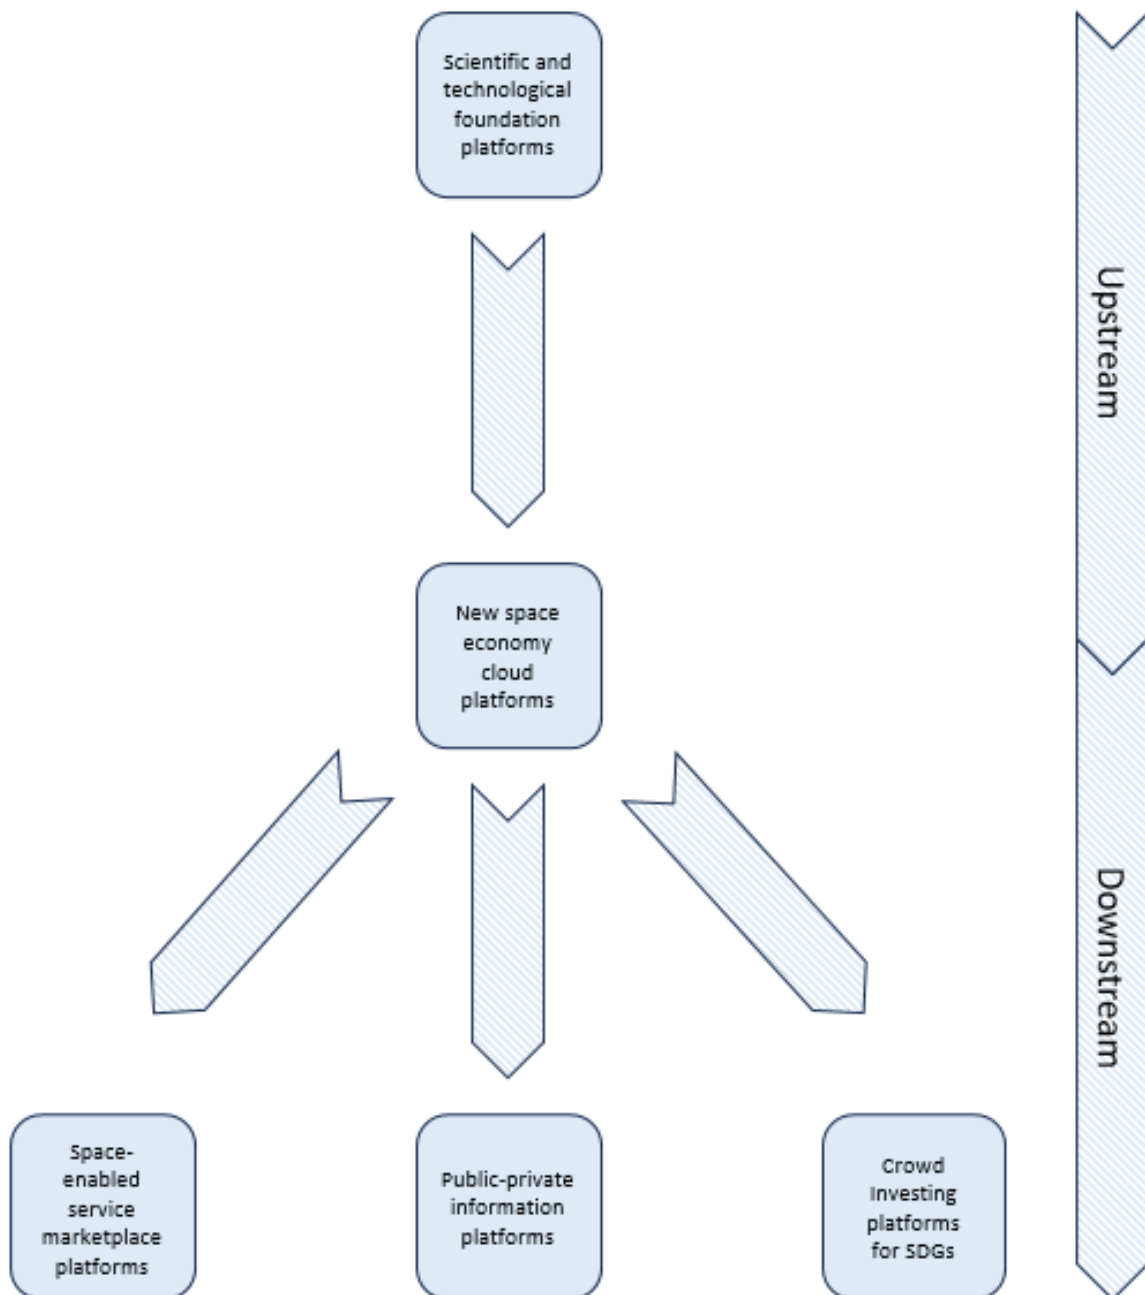 Scientific and
technological
foundation
platforms
Upstream
New space
economy
cloud
platforms
Downstream
Space-
enabled
service
marketplace
platforms
Public-private
information
platforms
Crowd
Investing
platforms
for SDGs